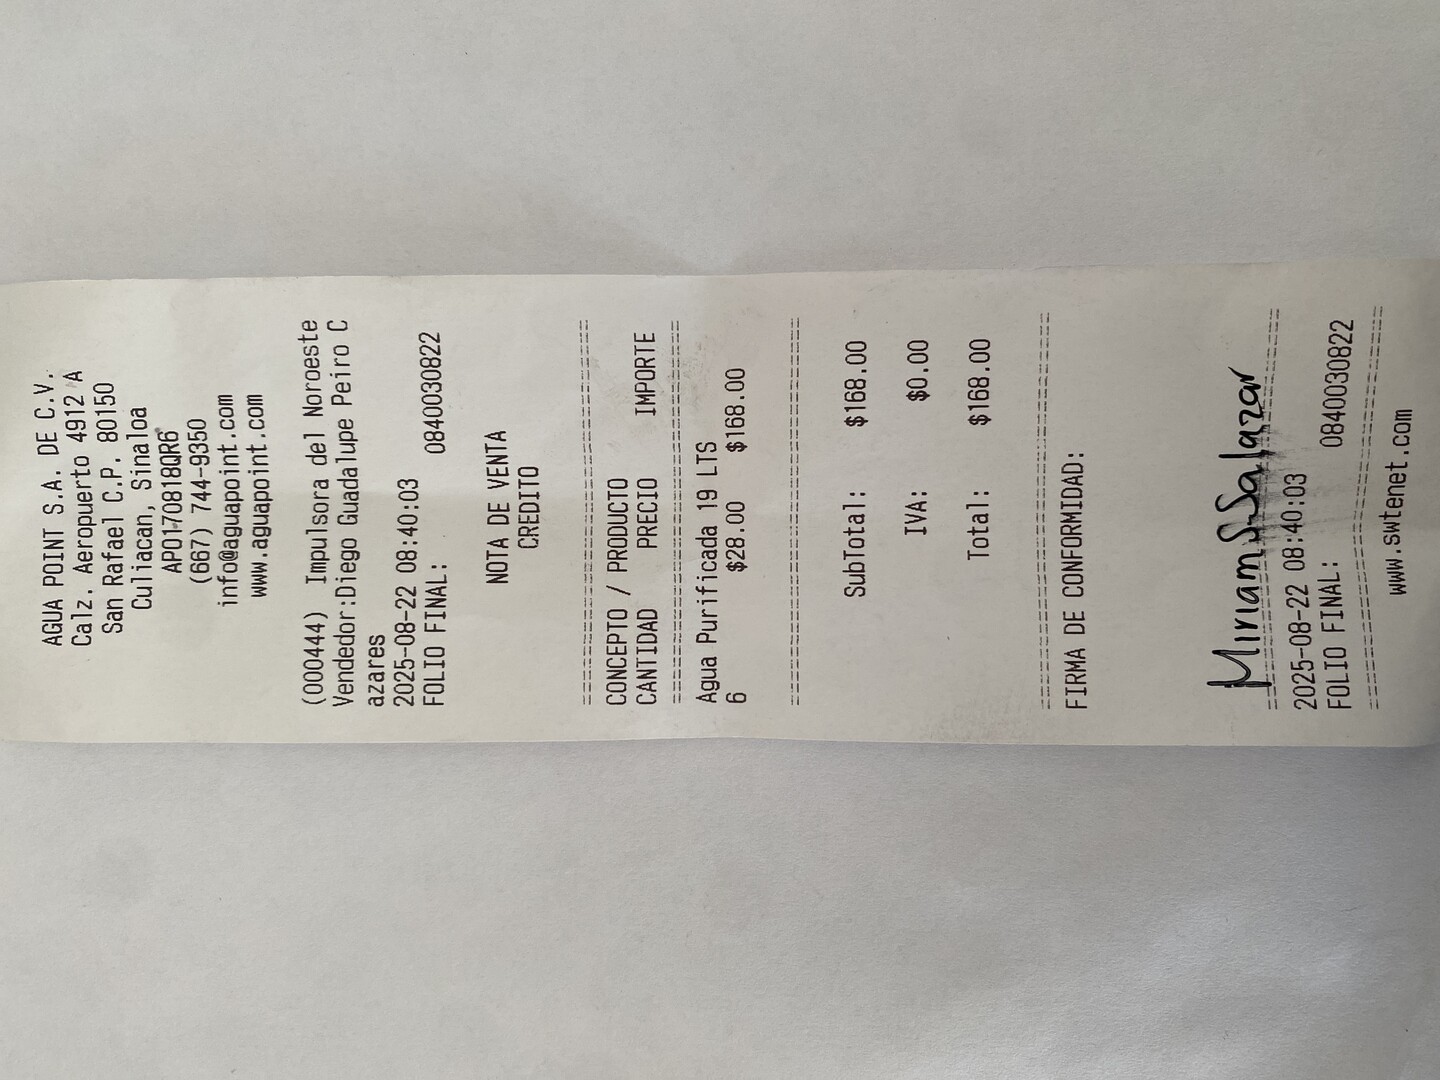 AGUA POINT S.A. DE C.V.
Calz. Aeropuerto 4912 A
San Rafael C.P. 80150
Culiacan, Sinaloa
APO170818QR6
(667) 744-9350
info@aguapoint.com
www.aguapoint.com
(000444) Impulsora del Noroeste
Vendedor:Diego Guadalupe Peiro C
azares
2025-08-22 08:40:03
FOLIO FINAL: 0840030822
NOTA DE VENTA
CREDITO
CONCEPTO / PRODUCTO
CANTIDAD PRECIO IMPORTE
Agua Purificada 19 LTS
6 $28.00 $168.00
SubTotal: $168.00
IVA: $0.00
Total: $168.00
FIRMA DE CONFORMIDAD:
Miriam S. Salazar
2025-08-22 08:40:03
FOLIO FINAL: 0840030822
www.swtenet.com